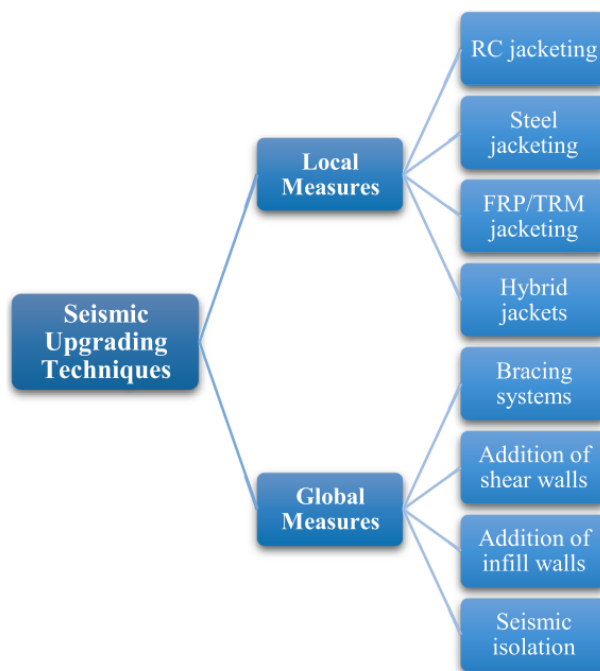 Seismic
Upgrading
Techniques
Local
Measures
RC jacketing
Steel
jacketing
FRP/TRM
jacketing
Hybrid
jackets
Global
Measures
Bracing
systems
Addition of
shear walls
Addition of
infill walls
Seismic
isolation